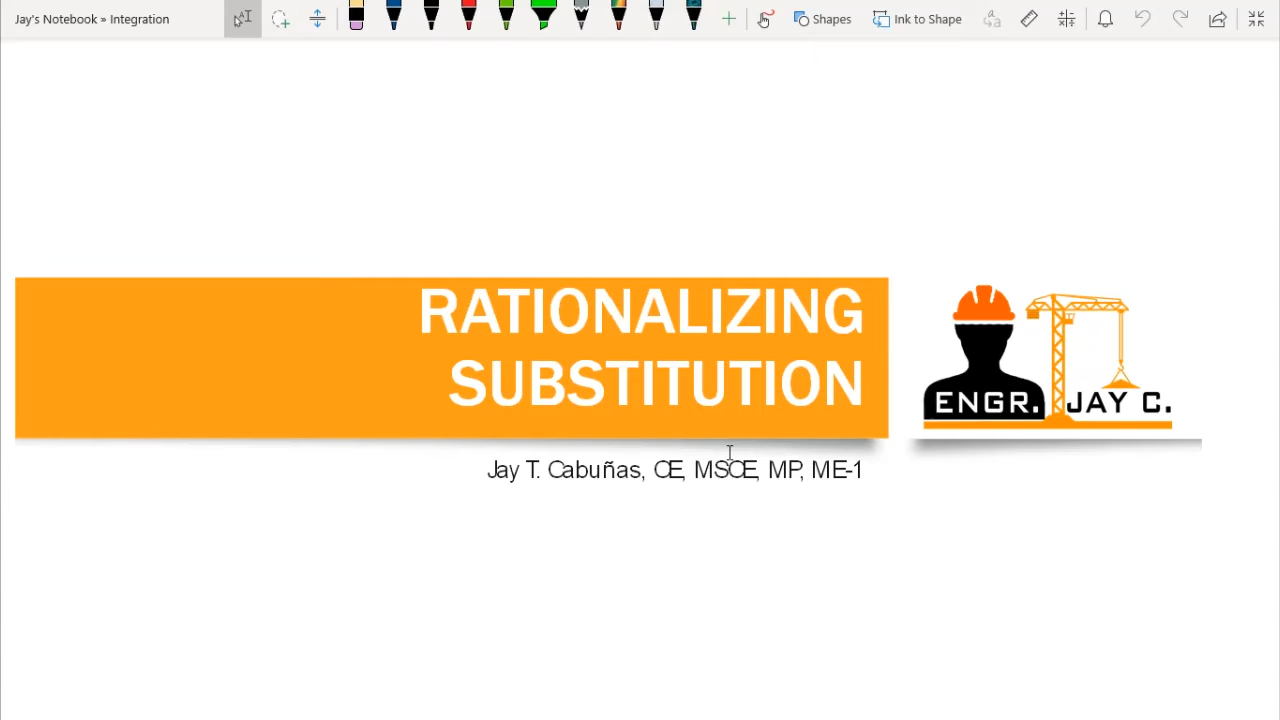 Jay's Notebook » Integration
Shapes
Ink to Shape
RATIONALIZING
SUBSTITUTION
ENGR. JAY C.
Jay T. Cabuñas, CE, MSCE, MP, ME-1